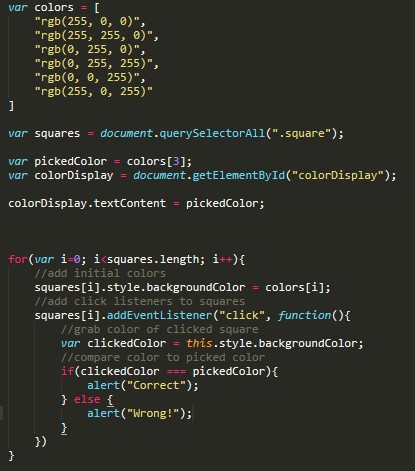 var colors = [
"rgb(255, 0, 0)",
"rgb(255, 255, 0)",
"rgb(0, 255, 0)",
"rgb(0, 255, 255)",
"rgb(0, 0, 255)",
"rgb(255, 0, 255)"
]
var squares = document.querySelectorAll(".square");
var pickedColor = colors[3];
var colorDisplay = document.getElementById("colorDisplay");
colorDisplay.textContent = pickedColor;
for(var i=0; i<squares.length; i++){
//add initial colors
squares[i].style.backgroundColor = colors[i];
//add click listeners to squares
squares[i].addEventListener("click", function(){
//grab color of clicked square
var clickedColor = this.style.backgroundColor;
//compare color to picked color
if(clickedColor === pickedColor){
alert("Correct");
} else {
alert("Wrong!");
}
})
}